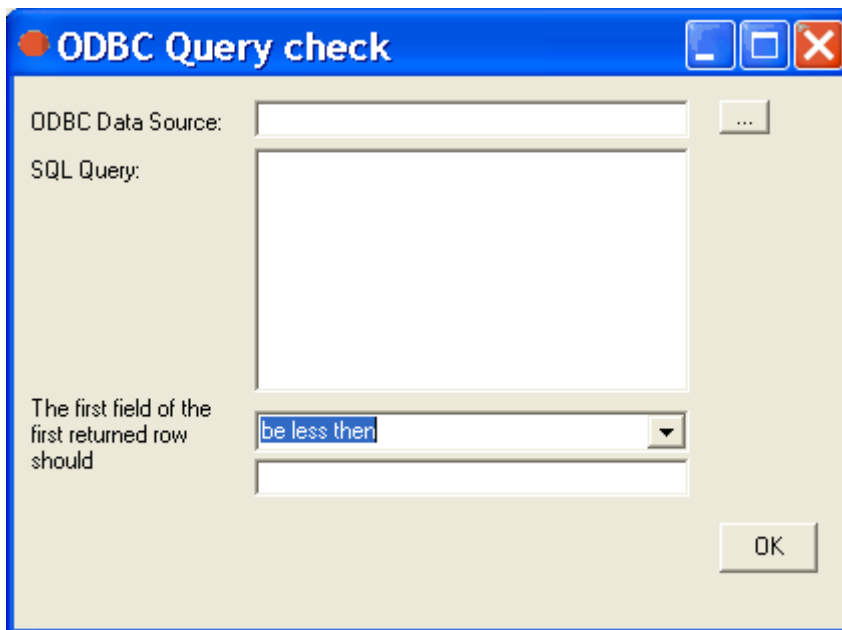 ODBC Query check
ODBC Data Source:
...
SQL Query:
The first field of the
first returned row
should
be less then
OK